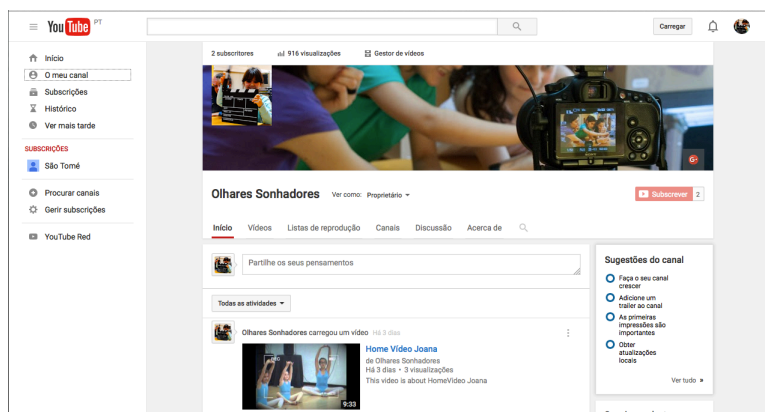 YouTube PT
Carregar
Início
O meu canal
Subscrições
Histórico
Ver mais tarde
SUBSCRIÇÕES
São Tomé
Procurar canais
Gerir subscrições
YouTube Red
2 subscritores 916 visualizações Gestor de vídeos
G+
Olhares Sonhadores Ver como: Proprietário
Subscrever 2
Início Vídeos Listas de reprodução Canais Discussão Acerca de
Partilhe os seus pensamentos
Todas as atividades
Olhares Sonhadores carregou um vídeo Há 3 dias
Home Vídeo Joana
de Olhares Sonhadores
Há 3 dias • 3 visualizações
This video is about HomeVideo Joana
9:33
Sugestões do canal
Faça o seu canal
crescer
Adicione um
trailer ao canal
As primeiras
impressões são
importantes
Obter
atualizações
locais
Ver tudo »